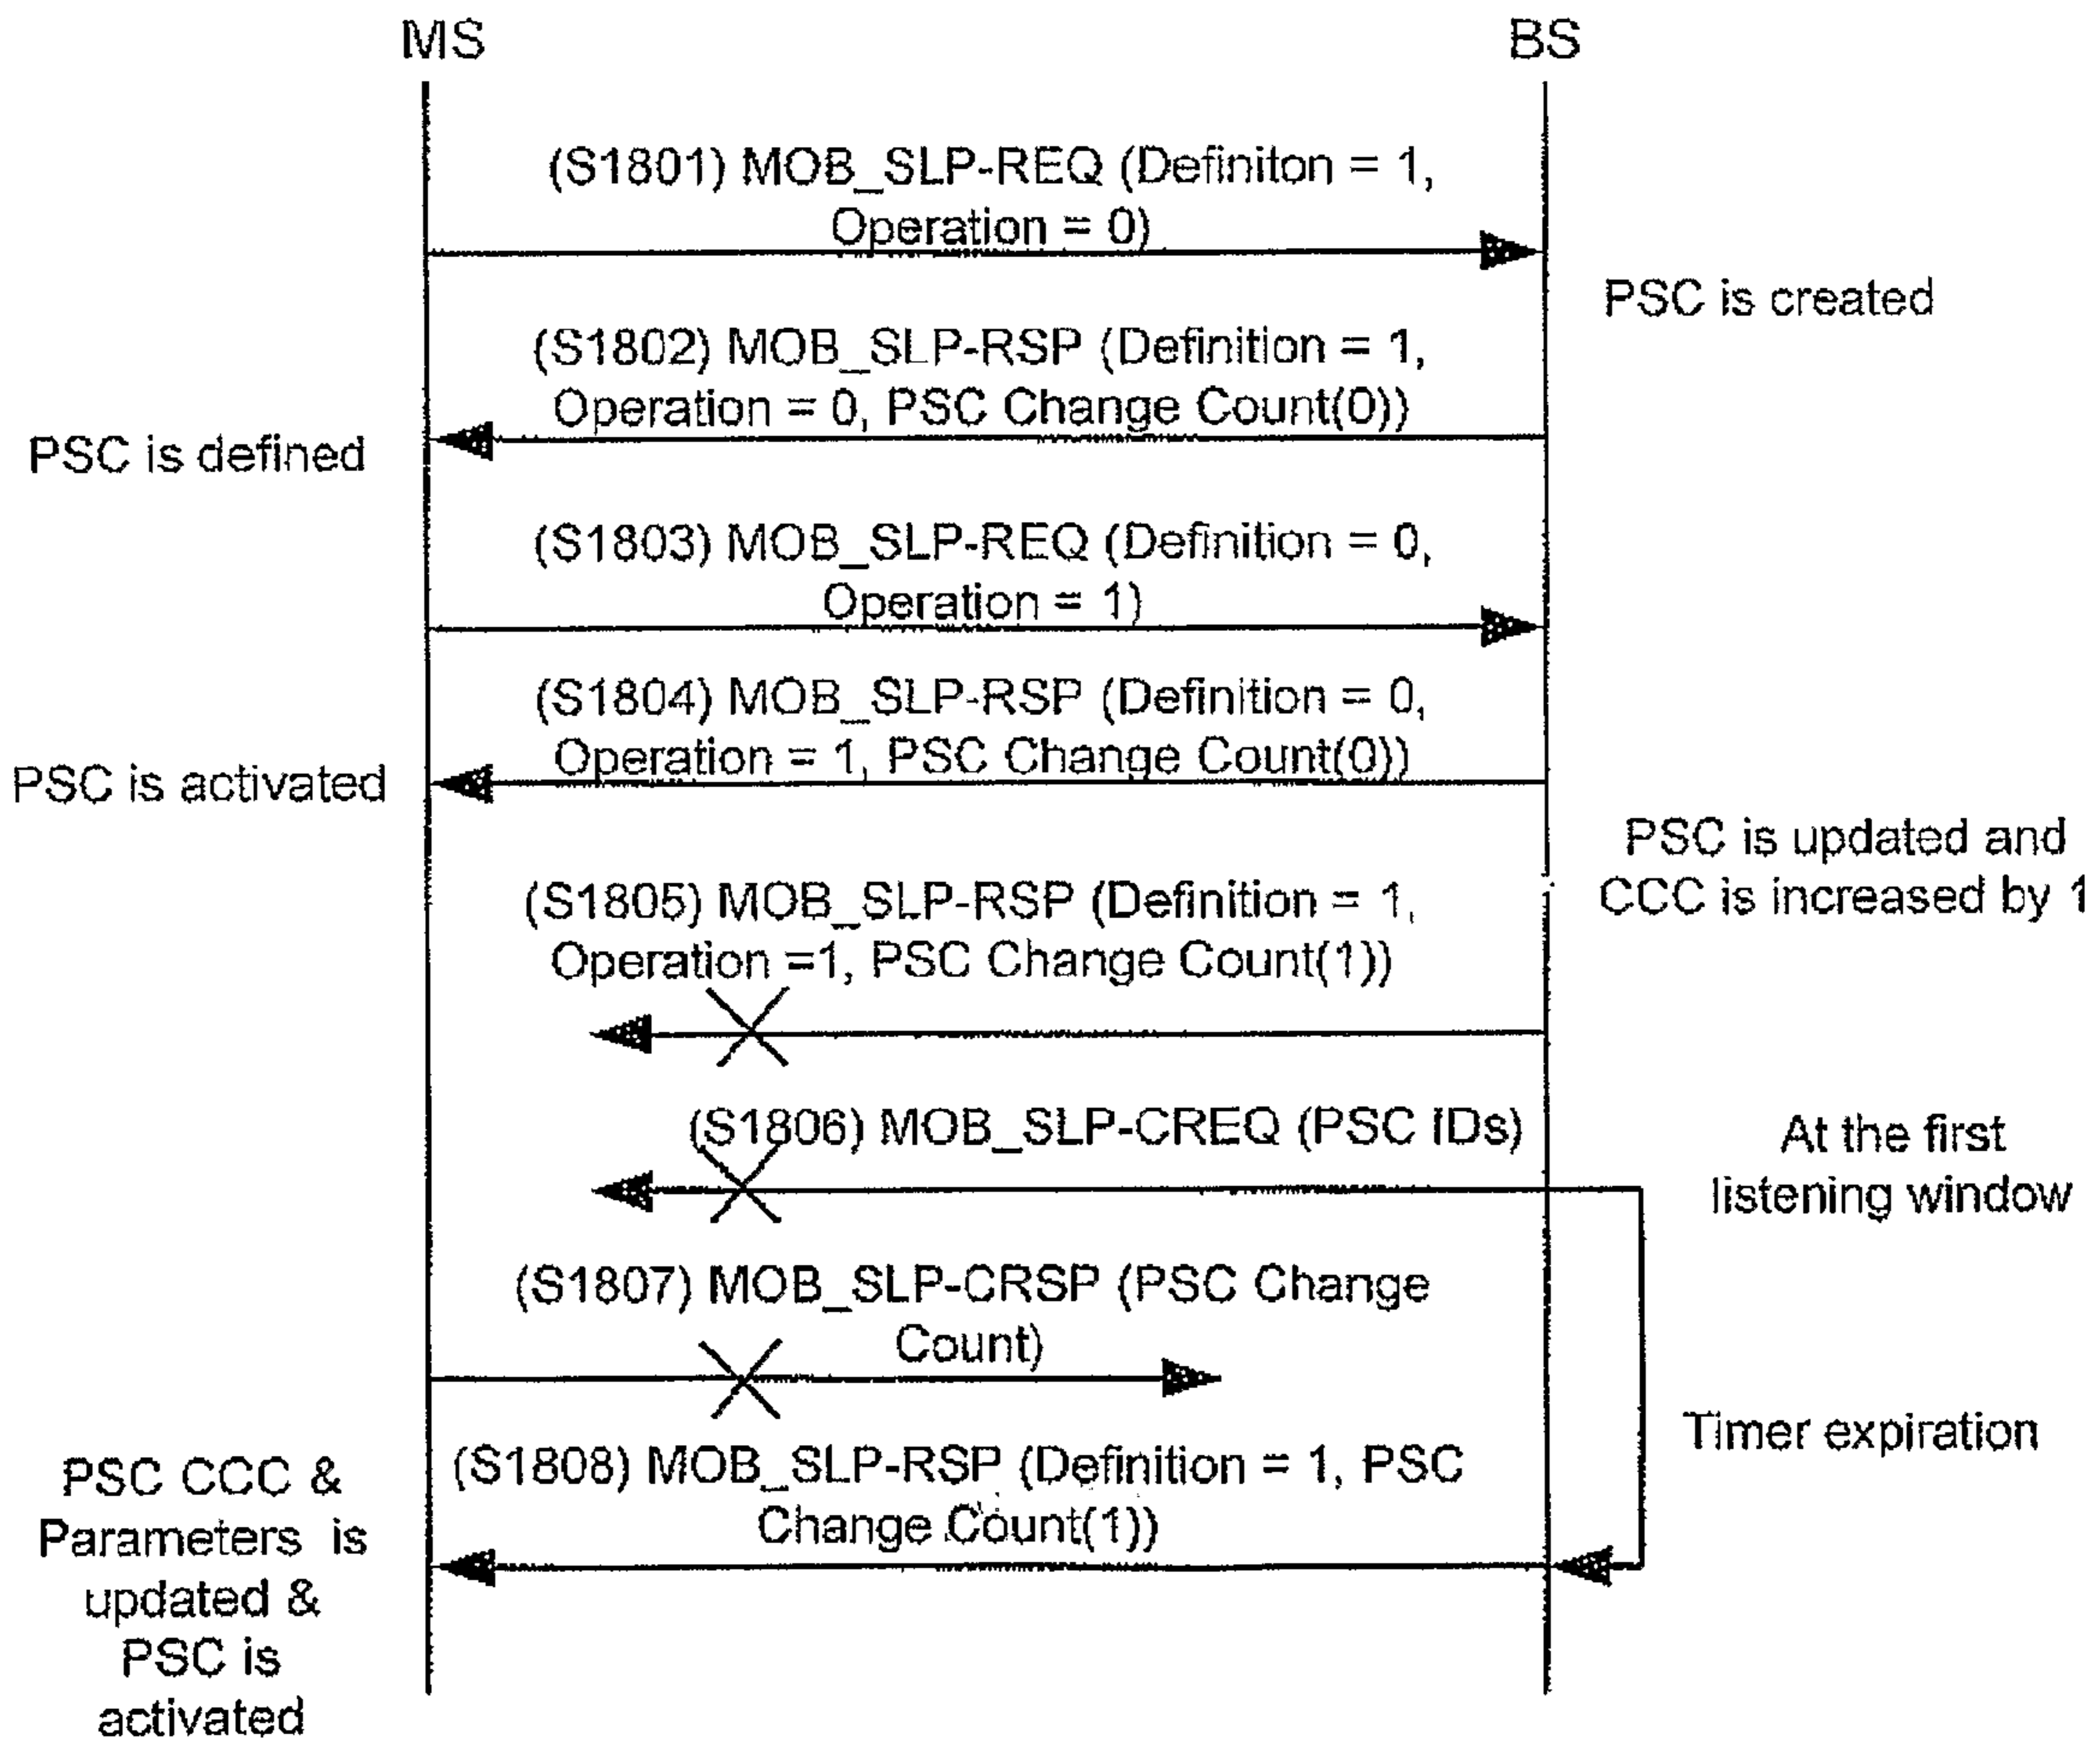 MS
BS
(S1801) MOB_SLP-REQ (Definiton = 1,
Operation = 0)
PSC is created
(S1802) MOB_SLP-RSP (Definition = 1,
Operation = 0, PSC Change Count(0))
PSC is defined
(S1803) MOB_SLP-REQ (Definition = 0,
Operation = 1)
(S1804) MOB_SLP-RSP (Definition = 0,
Operation = 1, PSC Change Count(0))
PSC is activated
PSC is updated and
CCC is increased by 1
(S1805) MOB_SLP-RSP (Definition = 1,
Operation =1, PSC Change Count(1))
(S1806) MOB_SLP-CREQ (PSC IDs)
At the first
listening window
(S1807) MOB_SLP-CRSP (PSC Change
Count)
Timer expiration
(S1808) MOB_SLP-RSP (Definition = 1, PSC
Change Count(1))
PSC CCC &
Parameters is
updated &
PSC is
activated